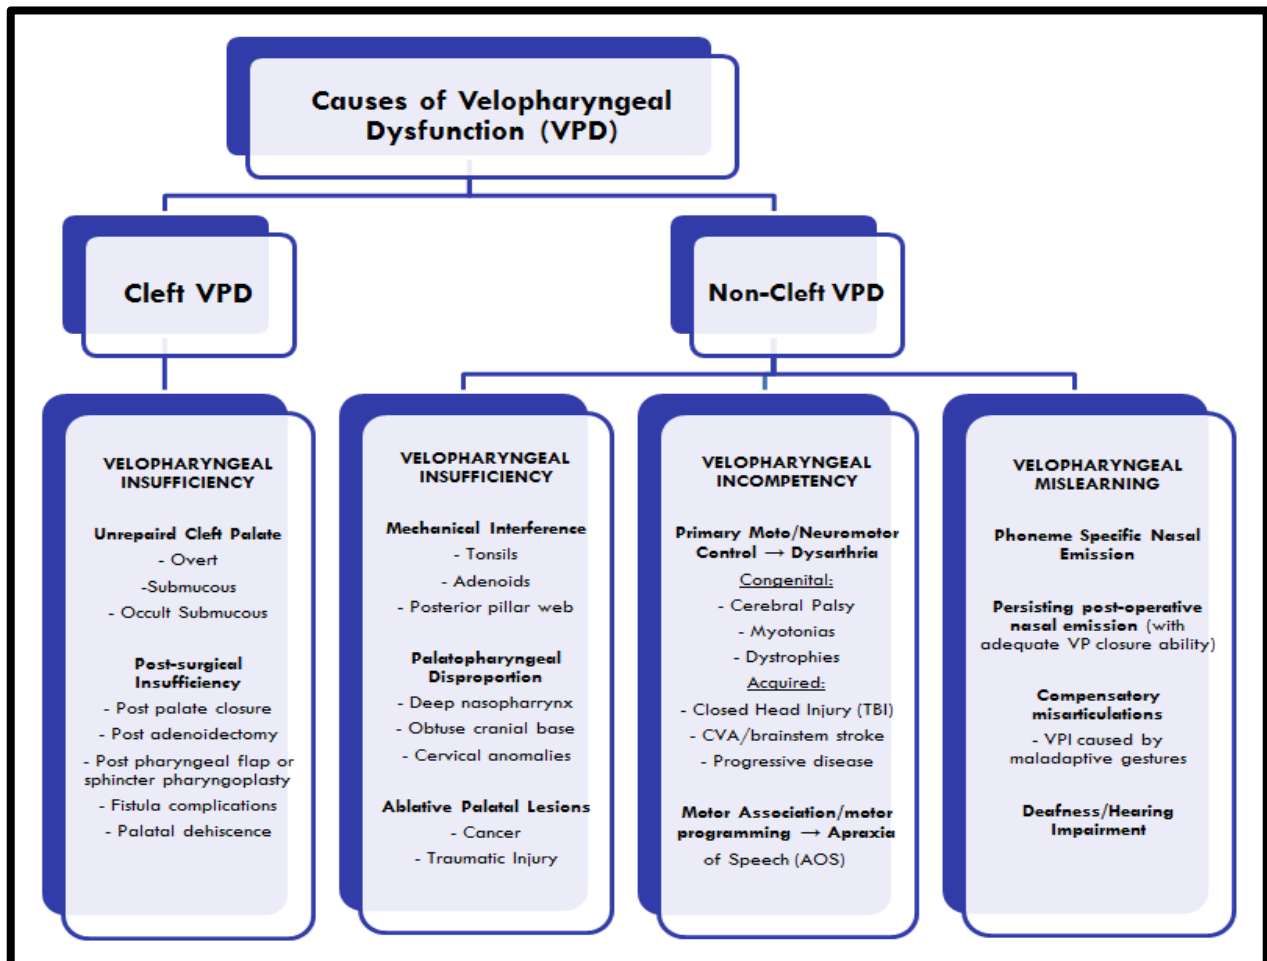 Causes of Velopharyngeal
Dysfunction (VPD)
Cleft VPD
Non-Cleft VPD
VELOPHARYNGEAL
INSUFFICIENCY
Unrepaired Cleft Palate
- Overt
-Submucous
- Occult Submucous
Post-surgical
Insufficiency
- Post palate closure
- Post adenoidectomy
- Post pharyngeal flap or
sphincter pharyngoplasty
- Fistula complications
- Palatal dehiscence
VELOPHARYNGEAL
INSUFFICIENCY
Mechanical Interference
- Tonsils
- Adenoids
- Posterior pillar web
Palatopharyngeal
Disproportion
- Deep nasopharrynx
- Obtuse cranial base
- Cervical anomalies
Ablative Palatal Lesions
- Cancer
- Traumatic Injury
VELOPHARYNGEAL
INCOMPETENCY
Primary Moto/Neuromotor
Control → Dysarthria
Congenital:
- Cerebral Palsy
- Myotonias
- Dystrophies
Acquired:
- Closed Head Injury (TBI)
- CVA/brainstem stroke
- Progressive disease
Motor Association/motor
programming → Apraxia
of Speech (AOS)
VELOPHARYNGEAL
MISLEARNING
Phoneme Specific Nasal
Emission
Persisting post-operative
nasal emission (with
adequate VP closure ability)
Compensatory
misarticulations
- VPI caused by
maladaptive gestures
Deafness/Hearing
Impairment